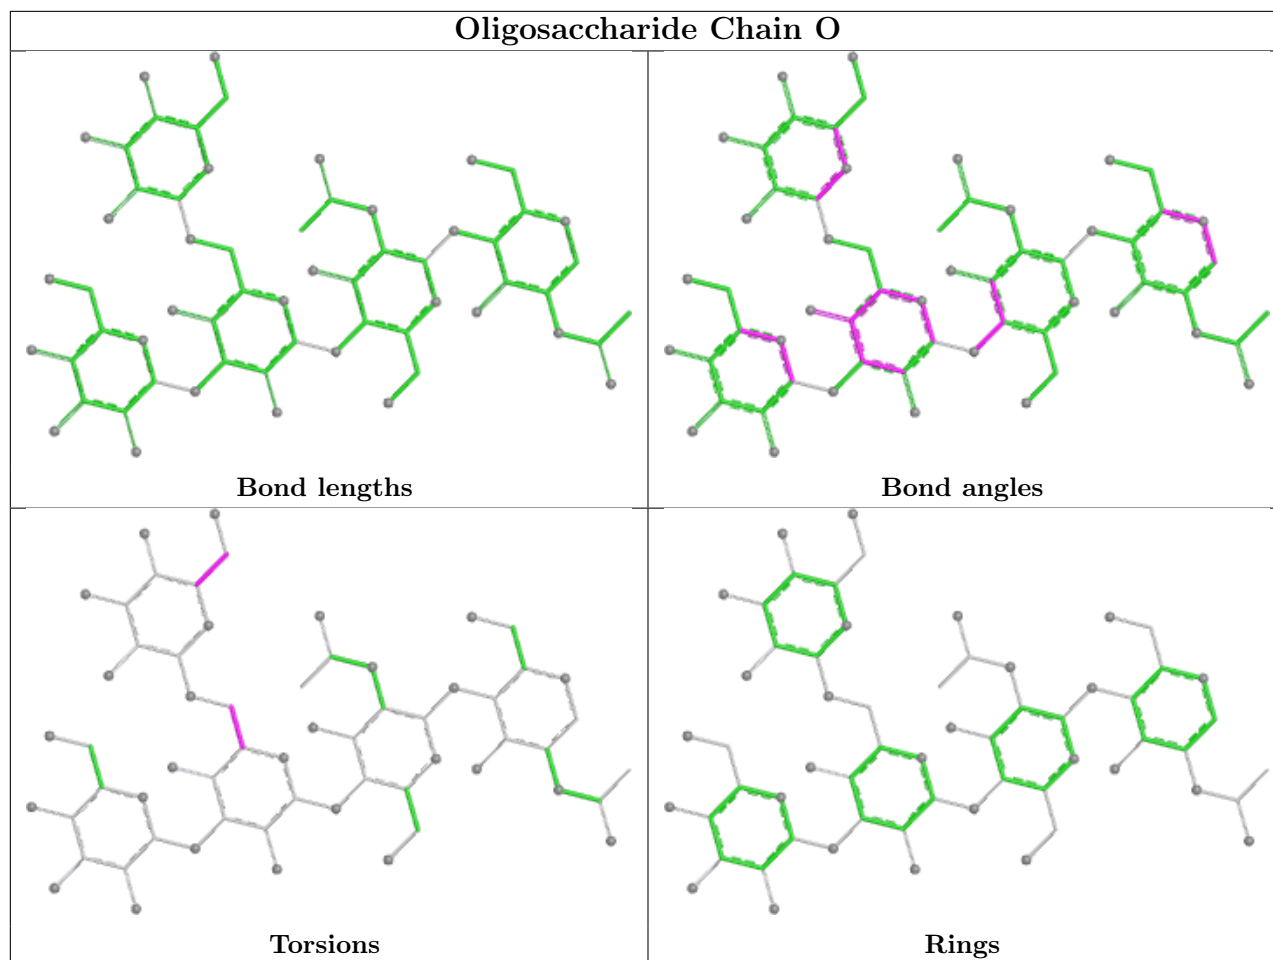 Oligosaccharide Chain O
Bond lengths
Bond angles
Torsions
Rings